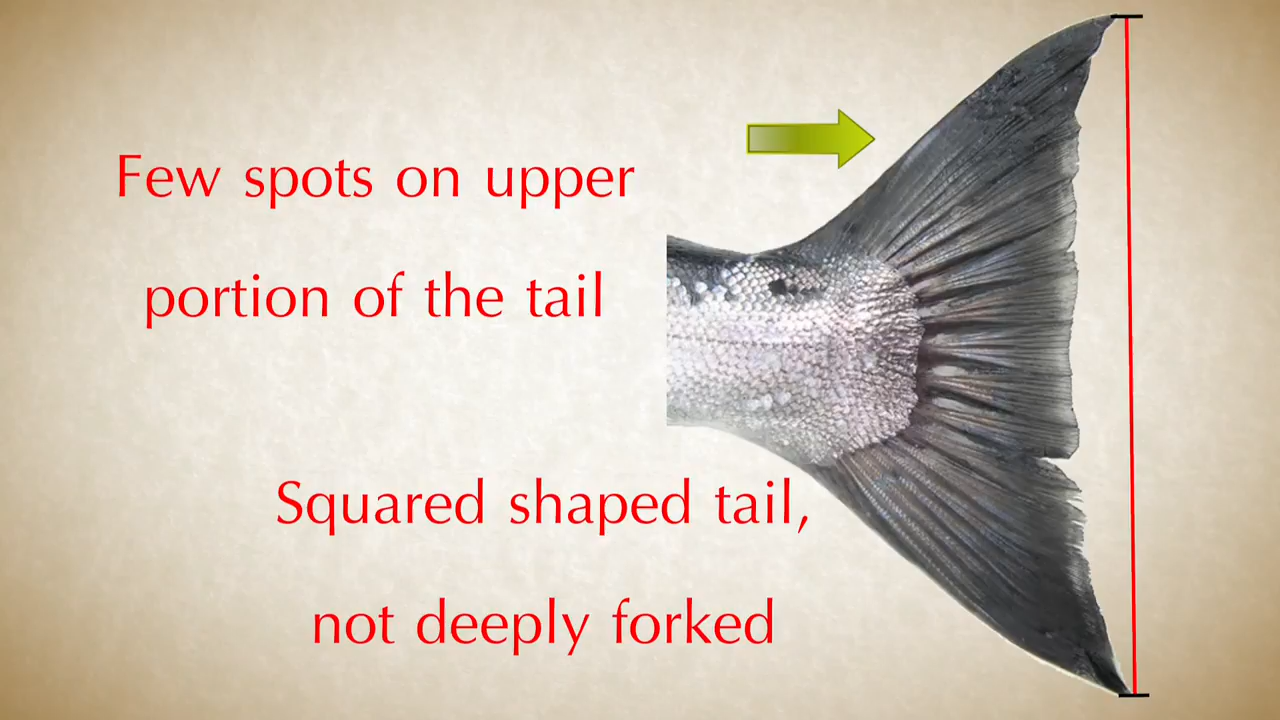 Few spots on upper
portion of the tail
Squared shaped tail,
not deeply forked